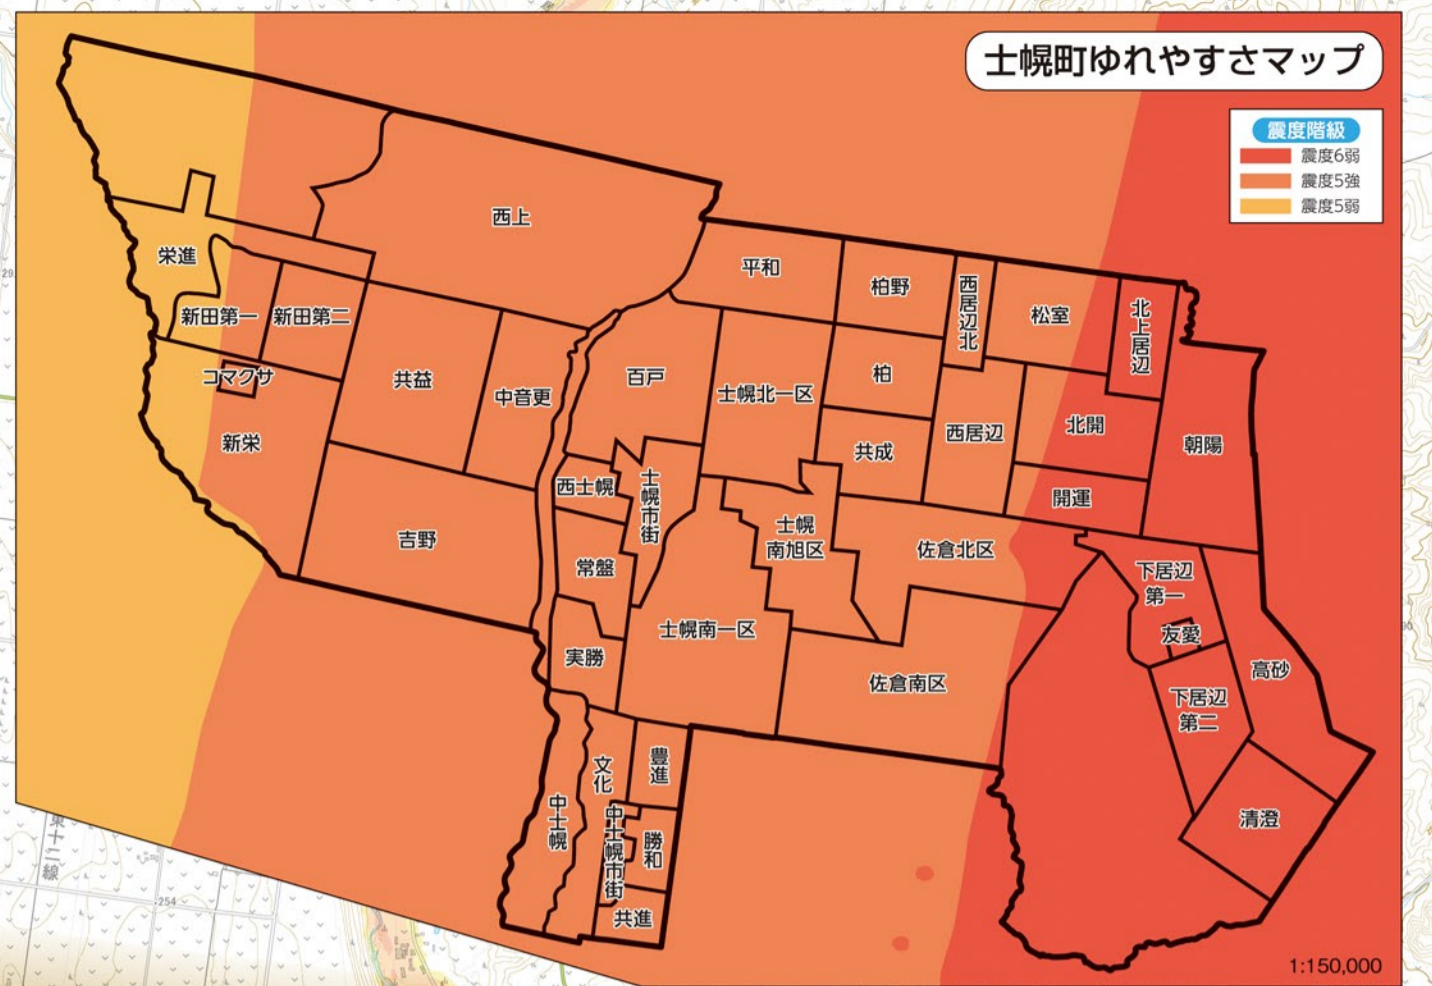 士幌町ゆれやすさマップ
震度階級
震度6弱
震度5強
震度5弱
西上
栄進
新田第一
新田第二
コマクサ
新栄
共益
中音更
吉野
平和
柏野
西居辺北
松室
北上居辺
百戸
士幌北一区
柏
共成
西居辺
北開
開運
朝陽
西士幌
士幌市街
士幌
南旭区
佐倉北区
常盤
実勝
士幌南一区
佐倉南区
下居辺
第一
友愛
下居辺
第二
高砂
清澄
中士幌
文化
豊進
中士幌市街
勝和
共進
東十二線
254
1:150,000